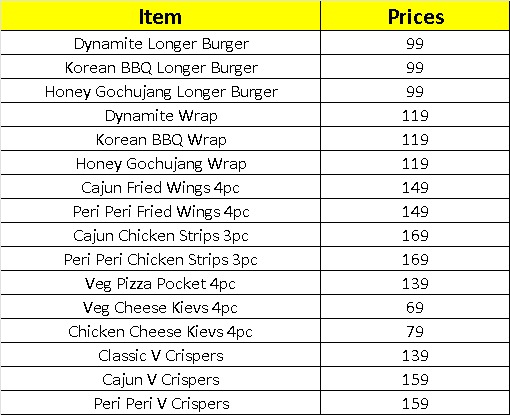 Item Prices
Dynamite Longer Burger 99
Korean BBQ Longer Burger 99
Honey Gochujang Longer Burger 99
Dynamite Wrap 119
Korean BBQ Wrap 119
Honey Gochujang Wrap 119
Cajun Fried Wings 4pc 149
Peri Peri Fried Wings 4pc 149
Cajun Chicken Strips 3pc 169
Peri Peri Chicken Strips 3pc 169
Veg Pizza Pocket 4pc 139
Veg Cheese Kievs 4pc 69
Chicken Cheese Kievs 4pc 79
Classic V Crispers 139
Cajun V Crispers 159
Peri Peri V Crispers 159